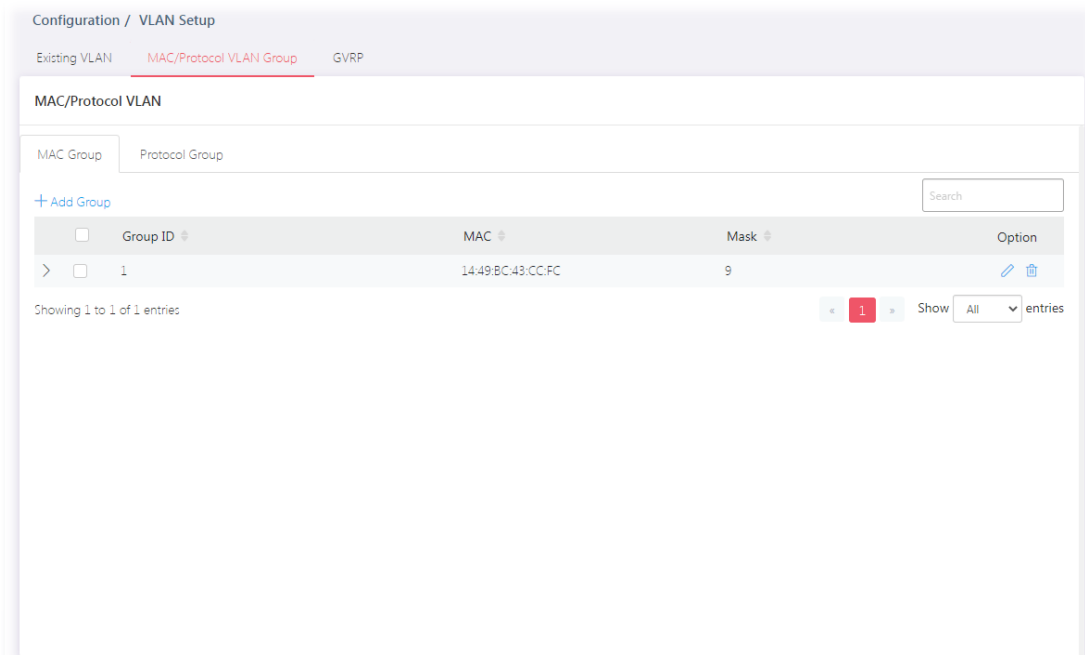 Configuration / VLAN Setup
Existing VLAN MAC/Protocol VLAN Group GVRP
MAC/Protocol VLAN
MAC Group Protocol Group
Search
+ Add Group
Group ID MAC Mask Option
1 14:49:BC:43:CC:FC 9
Showing 1 to 1 of 1 entries « 1 » Show All entries